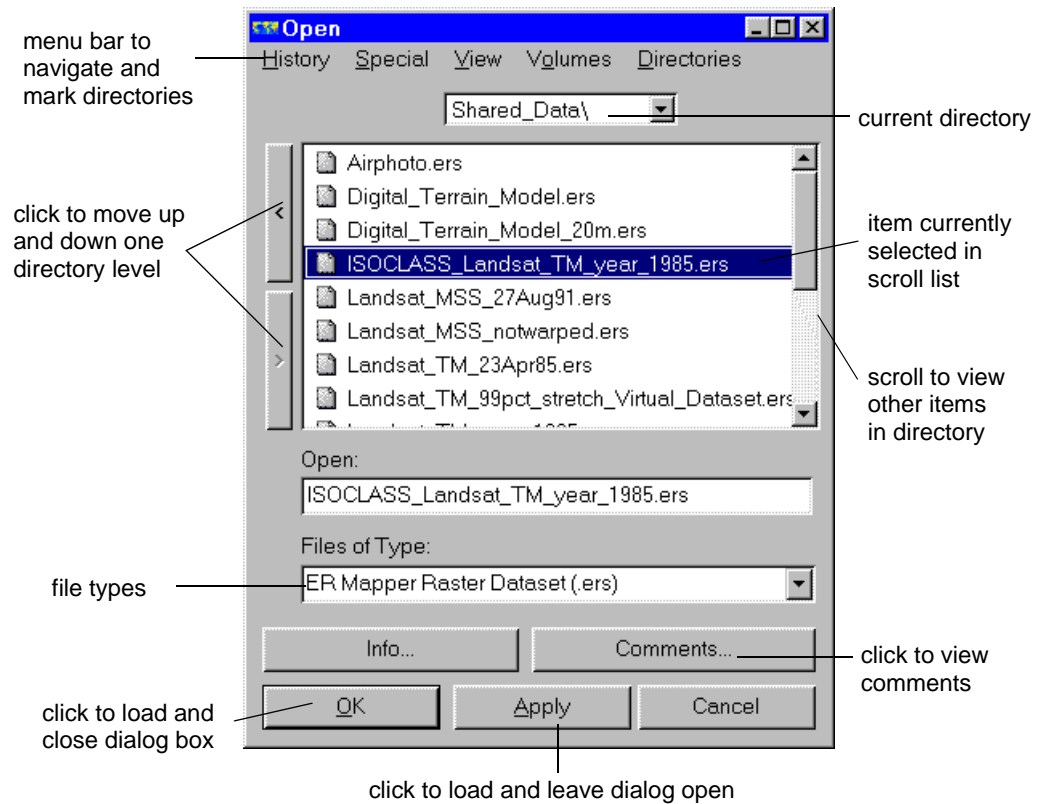 Open
menu bar to
navigate and
mark directories
History Special View Volumes Directories
Shared_Data\
current directory
Airphoto.ers
Digital_Terrain_Model.ers
Digital_Terrain_Model_20m.ers
ISOCLASS_Landsat_TM_year_1985.ers
Landsat_MSS_27Aug91.ers
Landsat_MSS_notwarped.ers
Landsat_TM_23Apr85.ers
Landsat_TM_99pct_stretch_Virtual_Dataset.ers
<
>
click to move up
and down one
directory level
item currently
selected in
scroll list
scroll to view
other items
in directory
Open:
ISOCLASS_Landsat_TM_year_1985.ers
Files of Type:
file types
ER Mapper Raster Dataset (.ers)
Info...
Comments...
click to view
comments
OK
Apply
Cancel
click to load and
close dialog box
click to load and leave dialog open